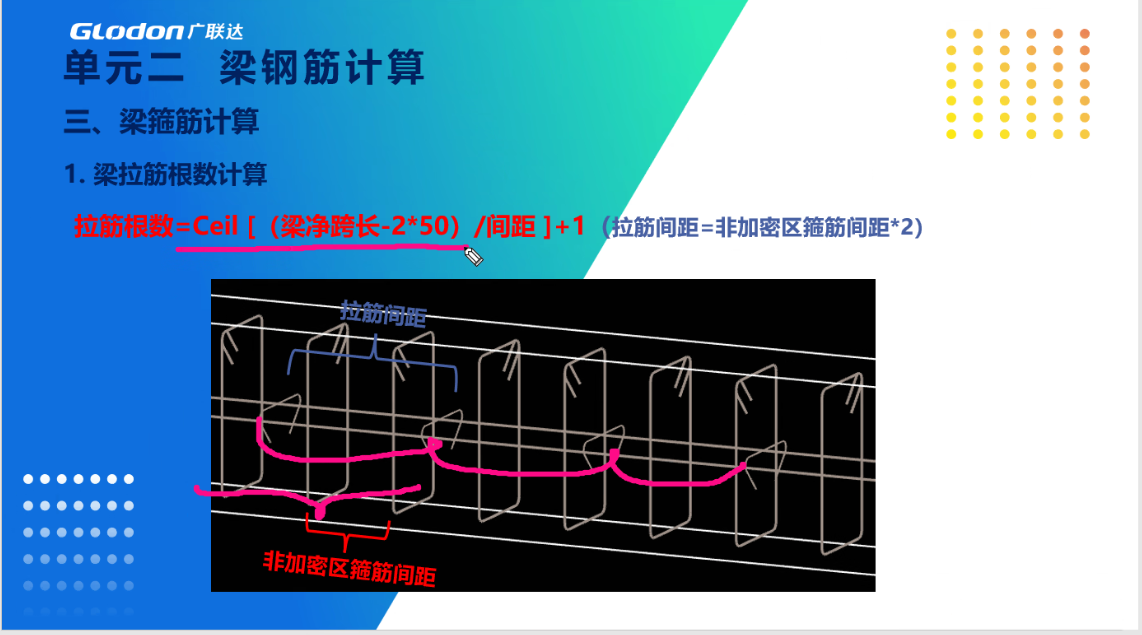 GLodon广联达
单元二 梁钢筋计算
三、梁箍筋计算
1. 梁拉筋根数计算
拉筋根数=Ceil [（梁净跨长-2*50）/间距 ]+1（拉筋间距=非加密区箍筋间距*2）
拉筋间距
非加密区箍筋间距